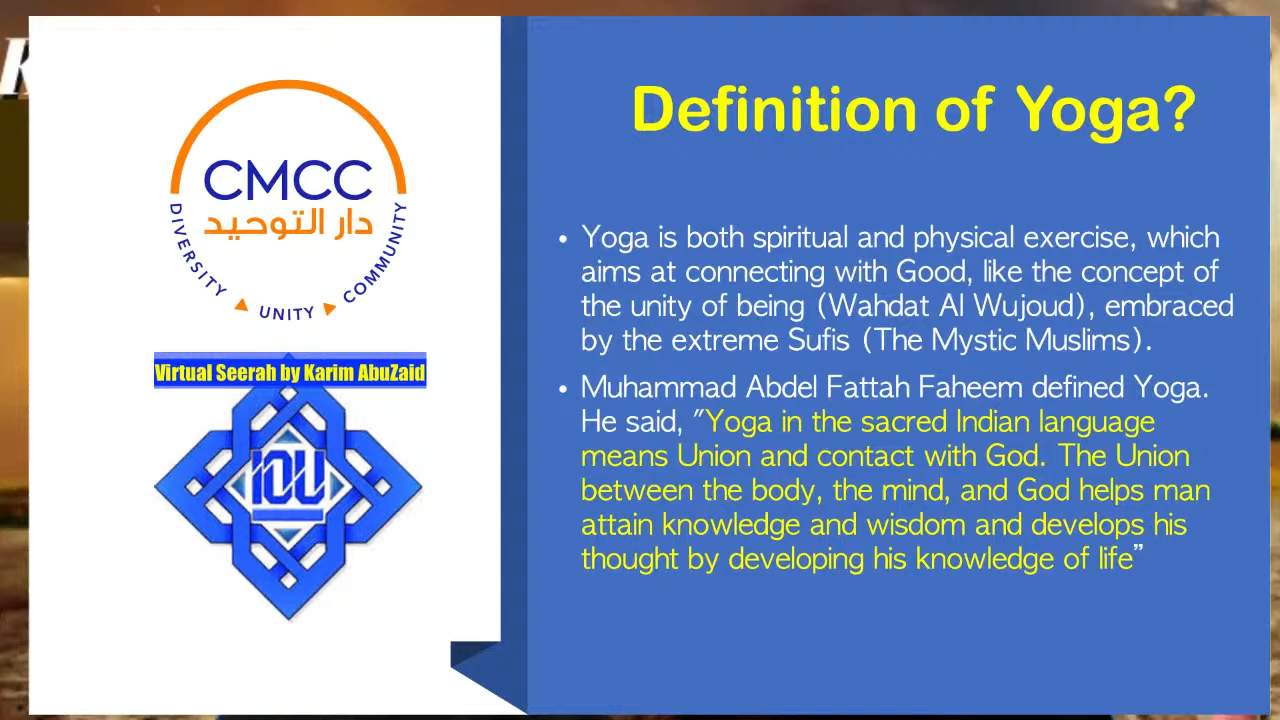 CMCC
دار التوحيد
DIVERSITY
UNITY
COMMUNITY
Virtual Seerah by Karim AbuZaid
IOU
Definition of Yoga?
• Yoga is both spiritual and physical exercise, which
aims at connecting with Good, like the concept of
the unity of being (Wahdat Al Wujoud), embraced
by the extreme Sufis (The Mystic Muslims).
• Muhammad Abdel Fattah Faheem defined Yoga.
He said, "Yoga in the sacred Indian language
means Union and contact with God. The Union
between the body, the mind, and God helps man
attain knowledge and wisdom and develops his
thought by developing his knowledge of life”